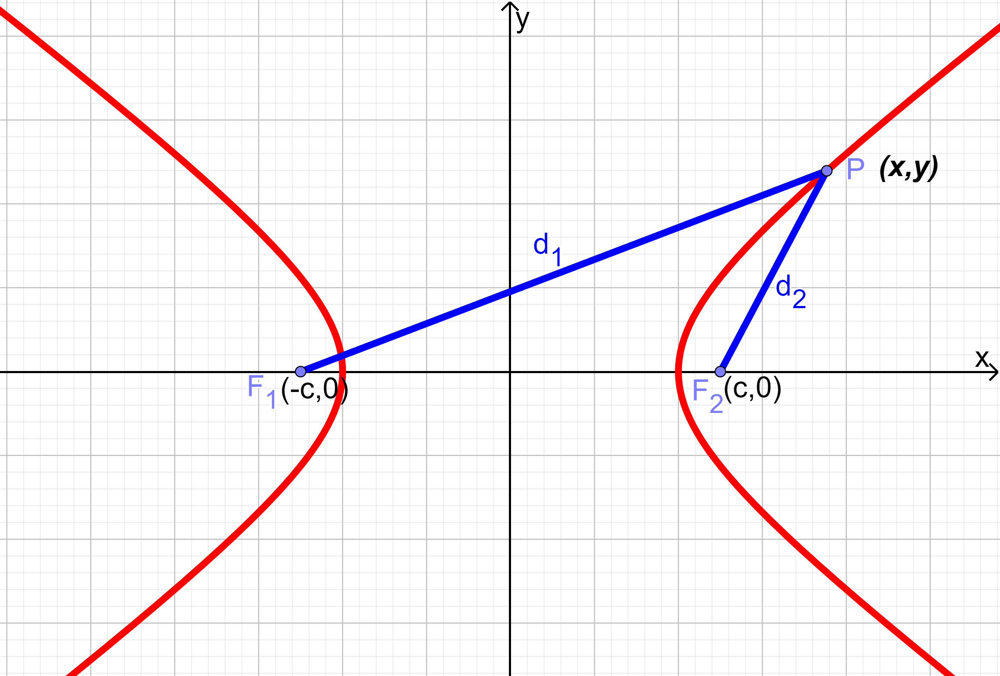 y
P (x,y)
d1
d2
x
F1(-c,0)
F2(c,0)